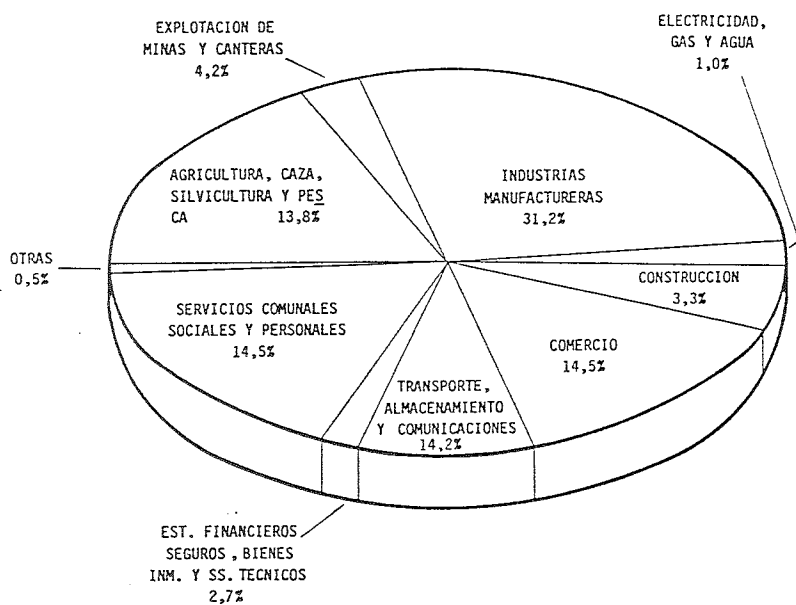 EXPLOTACION DE
MINAS Y CANTERAS
4,2%
ELECTRICIDAD,
GAS Y AGUA
1,0%
AGRICULTURA, CAZA,
SILVICULTURA Y PES
CA 13,8%
INDUSTRIAS
MANUFACTURERAS
31,2%
OTRAS
0,5%
CONSTRUCCION
3,3%
SERVICIOS COMUNALES
SOCIALES Y PERSONALES
14,5%
COMERCIO
14,5%
TRANSPORTE,
ALMACENAMIENTO
Y COMUNICACIONES
14,2%
EST. FINANCIEROS
SEGUROS, BIENES
INM. Y SS. TECNICOS
2,7%